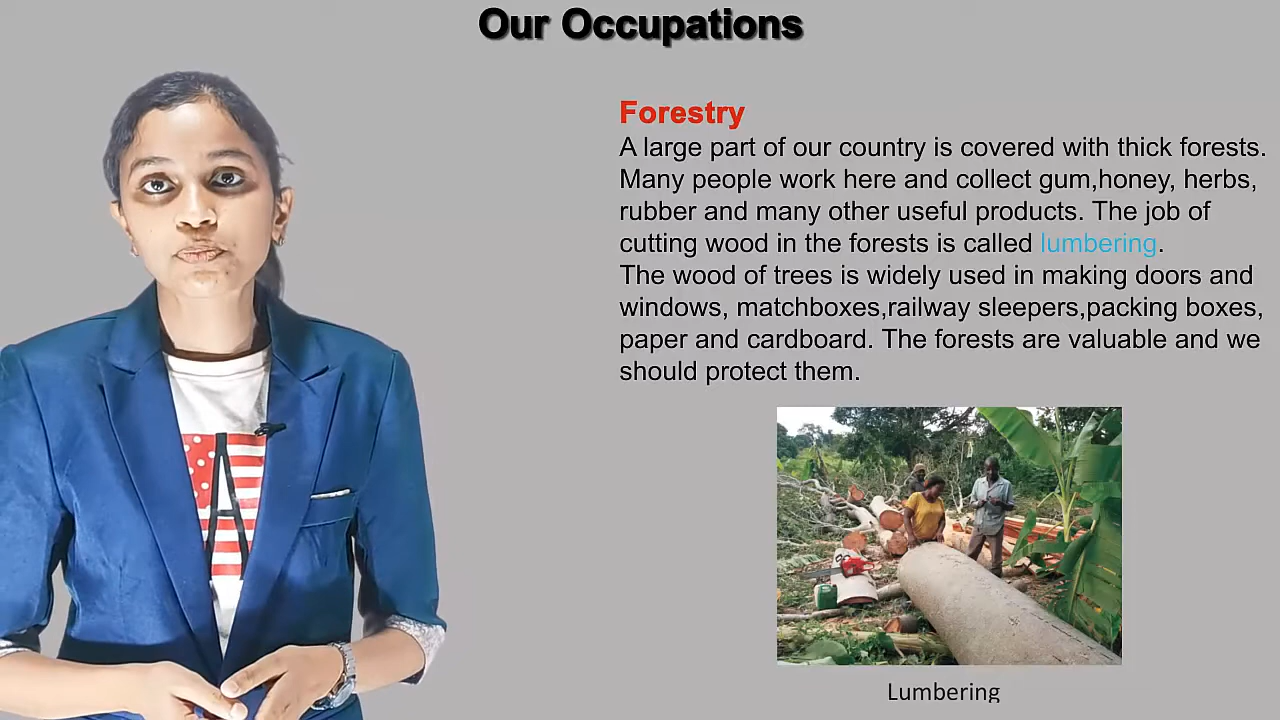 Our Occupations
Forestry
A large part of our country is covered with thick forests.
Many people work here and collect gum,honey, herbs,
rubber and many other useful products. The job of
cutting wood in the forests is called lumbering.
The wood of trees is widely used in making doors and
windows, matchboxes,railway sleepers,packing boxes,
paper and cardboard. The forests are valuable and we
should protect them.
A
Lumbering